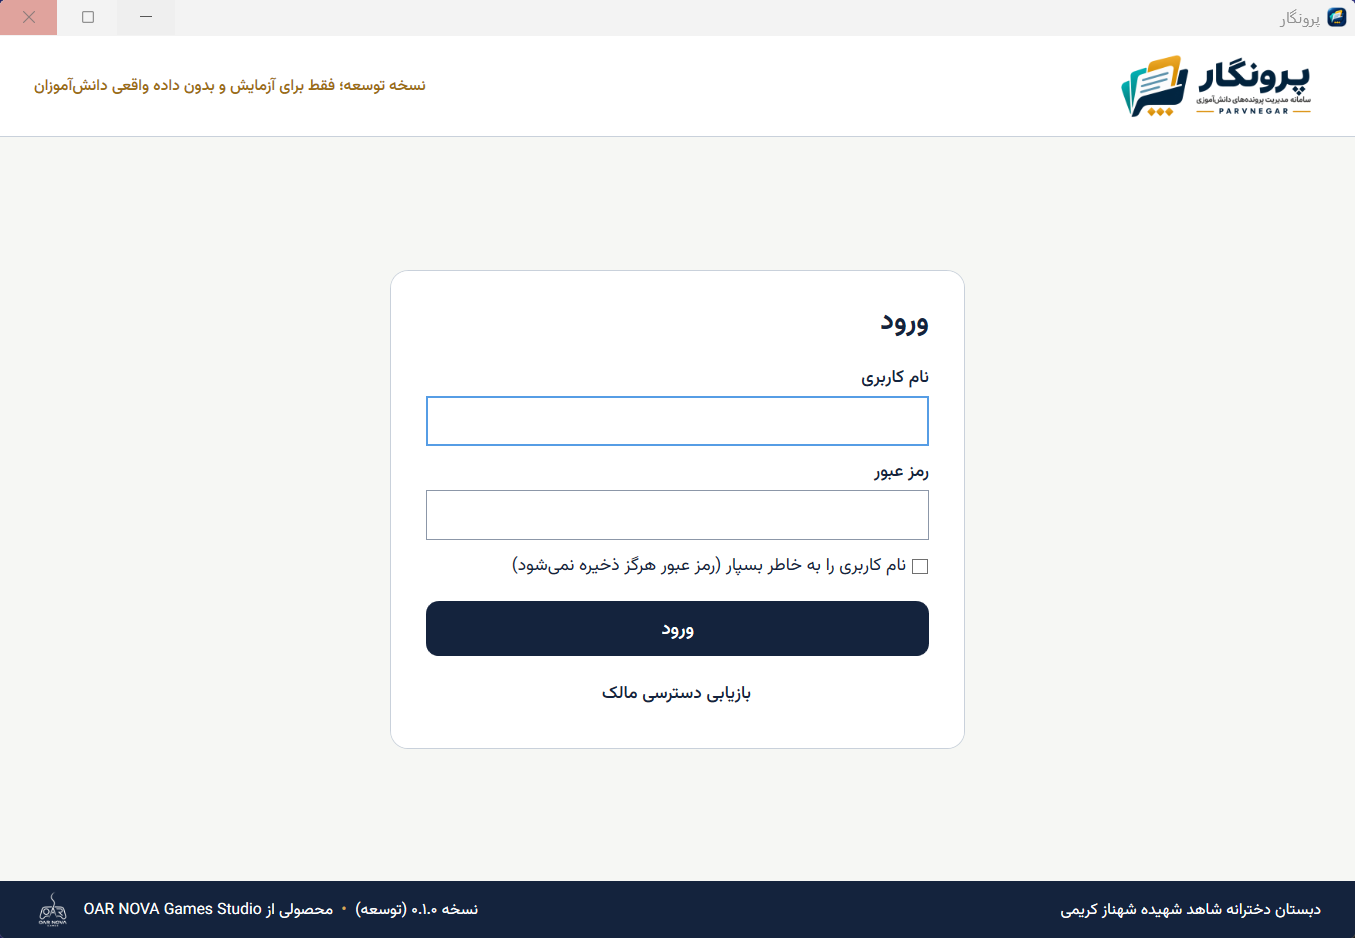 پرونگار
پرونگار
سامانه مدیریت پرونده‌های دانش‌آموزی
PARVNEGAR
نسخه توسعه؛ فقط برای آزمایش و بدون داده واقعی دانش‌آموزان
ورود
نام کاربری
رمز عبور
نام کاربری را به خاطر بسپار (رمز عبور هرگز ذخیره نمی‌شود)
ورود
بازیابی دسترسی مالک
دبستان دخترانه شاهد شهیده شهناز کریمی
نسخه ۰.۱.۰ (توسعه) • محصولی از OAR NOVA Games Studio
OAR NOVA
GAMES